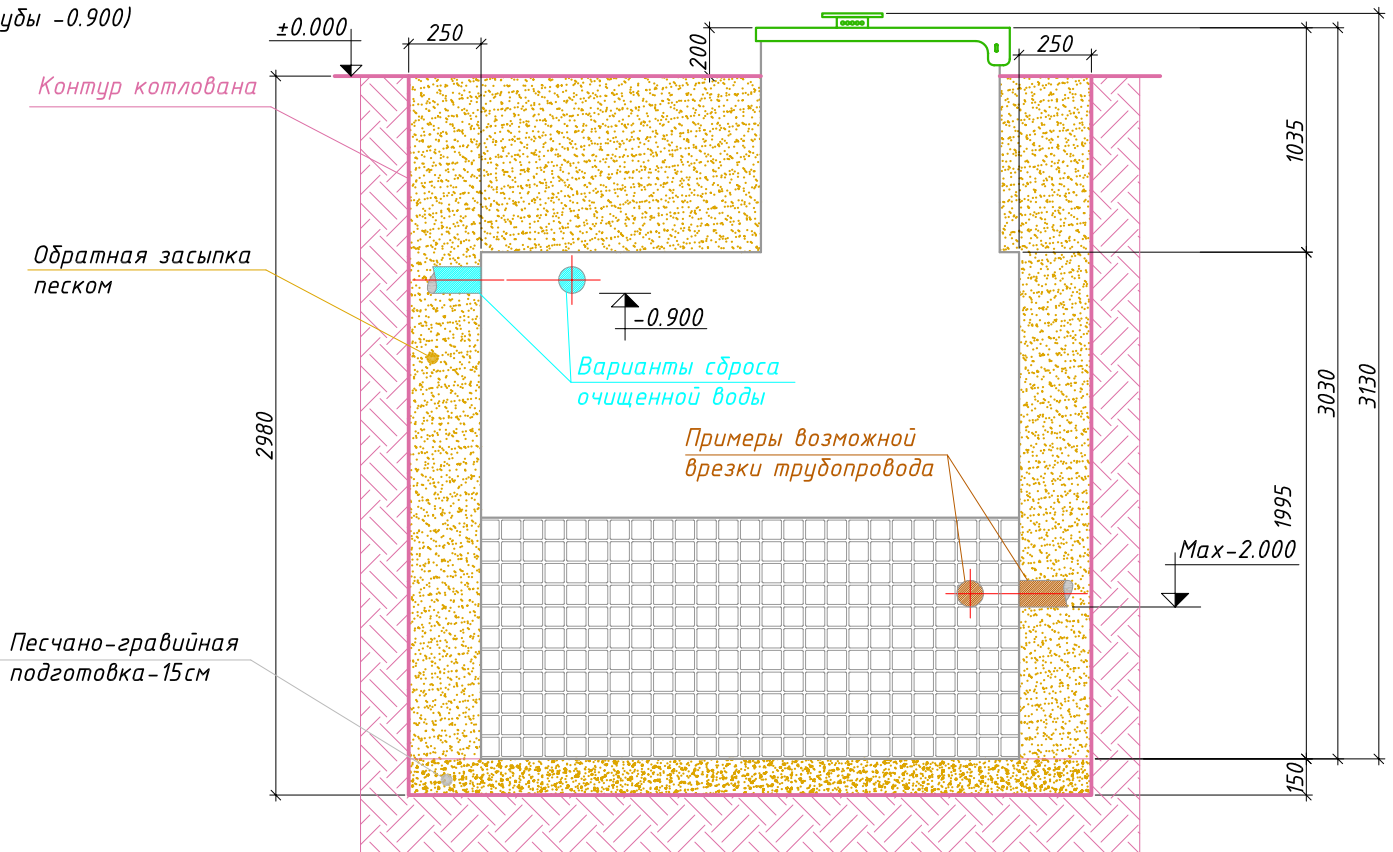 убы -0.900)
±0.000
250
200
250
Контур котлована
1035
Обратная засыпка
песком
-0.900
Варианты сброса
очищенной воды
3030
3130
2980
Примеры возможной
врезки трубопровода
1995
Max-2.000
Песчано-гравийная
подготовка-15см
150